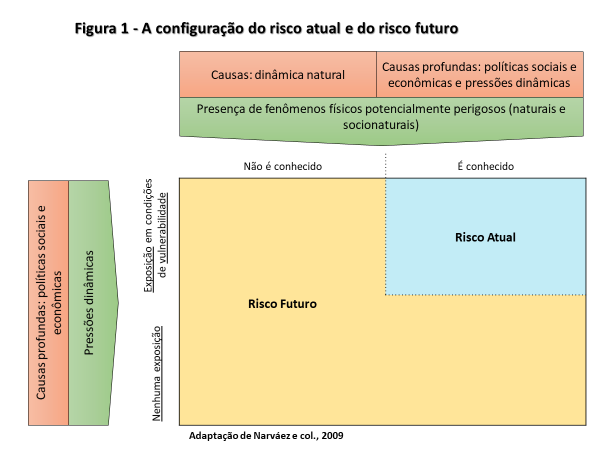 Figura 1 - A configuração do risco atual e do risco futuro
Causas: dinâmica natural
Causas profundas: políticas sociais e
econômicas e pressões dinâmicas
Presença de fenômenos físicos potencialmente perigosos (naturais e
socionaturais)
Não é conhecido
É conhecido
Causas profundas: políticas sociais e
econômicas
Pressões dinâmicas
Exposição em condições
de vulnerabilidade
Nenhuma exposição
Risco Atual
Risco Futuro
Adaptação de Narváez e col., 2009